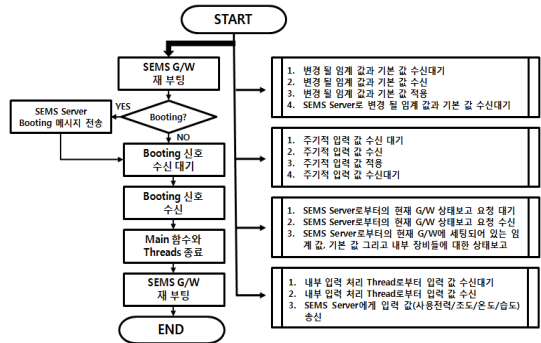 START
SEMS G/W
재 부팅
SEMS Server
Booting 메시지 전송
YES
Booting?
NO
Booting 신호
수신 대기
Booting 신호
수신
Main 함수와
Threads 종료
SEMS G/W
재 부팅
END
1. 변경 될 임계 값과 기본 값 수신대기
2. 변경 될 임계 값과 기본 값 수신
3. 변경 될 임계 값과 기본 값 적용
4. SEMS Server로 변경 될 임계 값과 기본 값 수신대기
1. 주기적 입력 값 수신 대기
2. 주기적 입력 값 수신
3. 주기적 입력 값 적용
4. 주기적 입력 값 수신대기
1. SEMS Server로부터의 현재 G/W 상태보고 요청 대기
2. SEMS Server로부터의 현재 G/W 상태보고 요청 수신
3. SEMS Server로부터의 현재 G/W에 세팅되어 있는 임
계 값, 기본 값 그리고 내부 장비들에 대한 상태보고
1. 내부 입력 처리 Thread로부터 입력 값 수신대기
2. 내부 입력 처리 Thread로부터 입력 값 수신
3. SEMS Server에게 입력 값(사용전력/조도/온도/습도)
송신